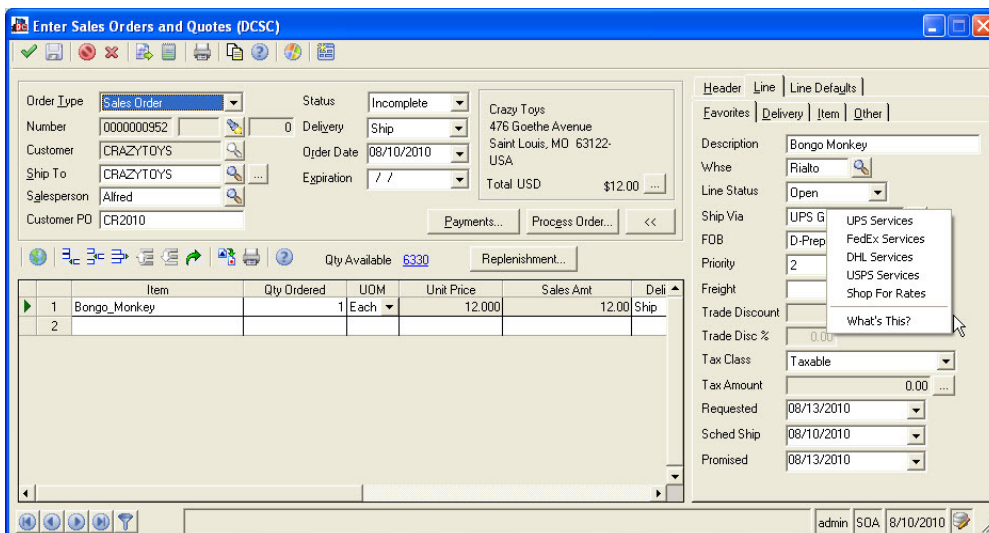 Enter Sales Orders and Quotes (DCSC)
Order Type Sales Order
Number 0000000952 0
Customer CRAZYTOYS
Ship To CRAZYTOYS ...
Salesperson Alfred
Customer PO CR2010
Status Incomplete
Delivery Ship
Order Date 08/10/2010
Expiration / /
Crazy Toys
476 Goethe Avenue
Saint Louis, MO 63122-
USA
Total USD $12.00 ...
Payments... Process Order... <<
Qty Available 6330 Replenishment...
Item Qty Ordered UOM Unit Price Sales Amt Deli
1 Bongo_Monkey 1 Each 12.000 12.00 Ship
2
Header Line Line Defaults
Favorites Delivery Item Other
Description Bongo Monkey
Whse Rialto
Line Status Open
Ship Via UPS G
FOB D-Prep
Priority 2
Freight
Trade Discount
Trade Disc % 0.00
Tax Class Taxable
Tax Amount 0.00 ...
Requested 08/13/2010
Sched Ship 08/10/2010
Promised 08/13/2010
UPS Services
FedEx Services
DHL Services
USPS Services
Shop For Rates
What's This?
admin SOA 8/10/2010